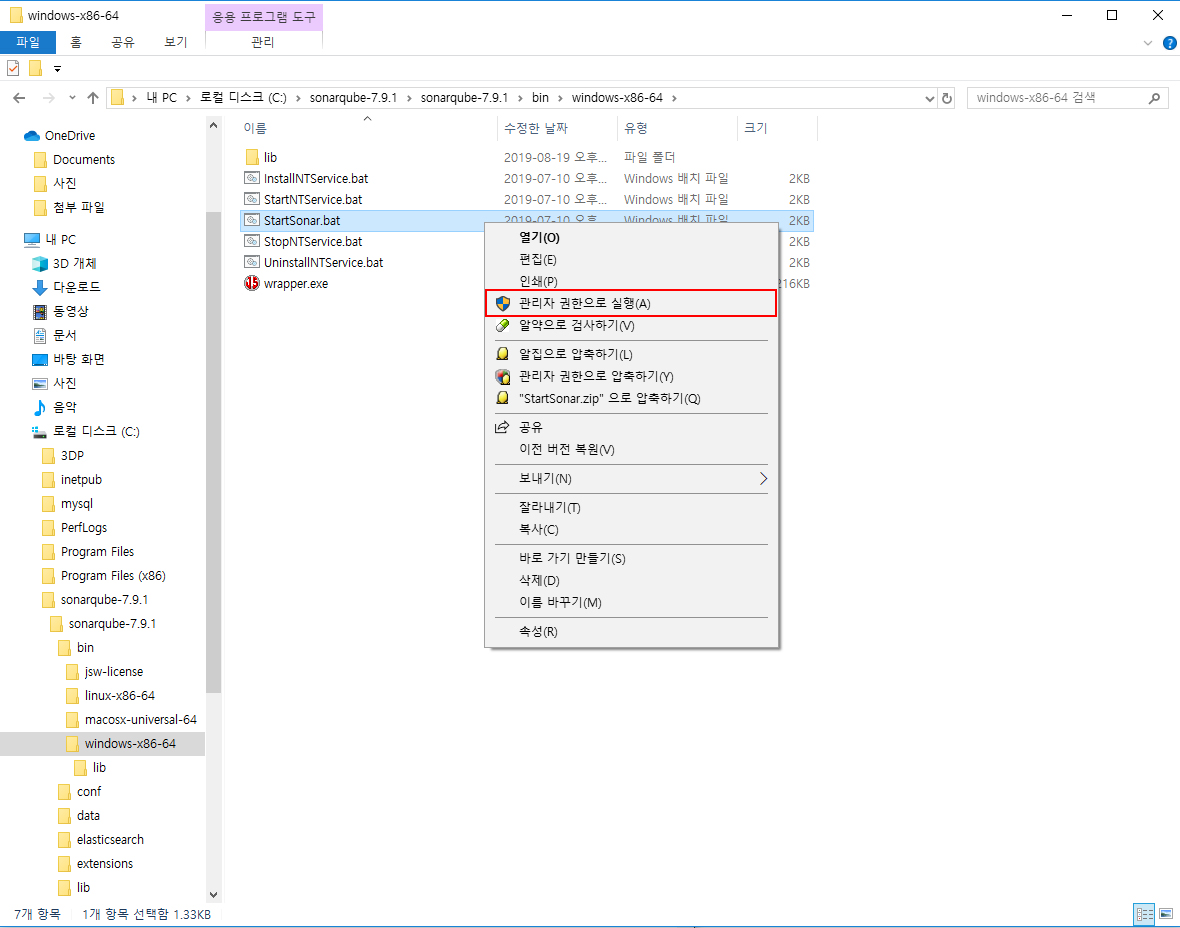 windows-x86-64
응용 프로그램 도구
파일
홈
공유
보기
관리
내 PC
로컬 디스크 (C:)
sonarqube-7.9.1
sonarqube-7.9.1
bin
windows-x86-64
windows-x86-64 검색
OneDrive
Documents
사진
첨부 파일
내 PC
3D 개체
다운로드
동영상
문서
바탕 화면
사진
음악
로컬 디스크 (C:)
3DP
inetpub
mysql
PerfLogs
Program Files
Program Files (x86)
sonarqube-7.9.1
sonarqube-7.9.1
bin
jsw-license
linux-x86-64
macosx-universal-64
windows-x86-64
lib
conf
data
elasticsearch
extensions
lib
이름 수정한 날짜 유형 크기
lib 2019-08-19 오후... 파일 폴더
InstallNTService.bat 2019-07-10 오후... Windows 배치 파일 2KB
StartNTService.bat 2019-07-10 오후... Windows 배치 파일 2KB
StartSonar.bat 2019-07-10 오후... Windows 배치 파일 2KB
StopNTService.bat 2KB
UninstallNTService.bat 2KB
wrapper.exe 216KB
열기(O)
편집(E)
인쇄(P)
관리자 권한으로 실행(A)
알약으로 검사하기(V)
알집으로 압축하기(L)
관리자 권한으로 압축하기(Y)
"StartSonar.zip" 으로 압축하기(Q)
공유
이전 버전 복원(V)
보내기(N)
잘라내기(T)
복사(C)
바로 가기 만들기(S)
삭제(D)
이름 바꾸기(M)
속성(R)
7개 항목 1개 항목 선택함 1.33KB